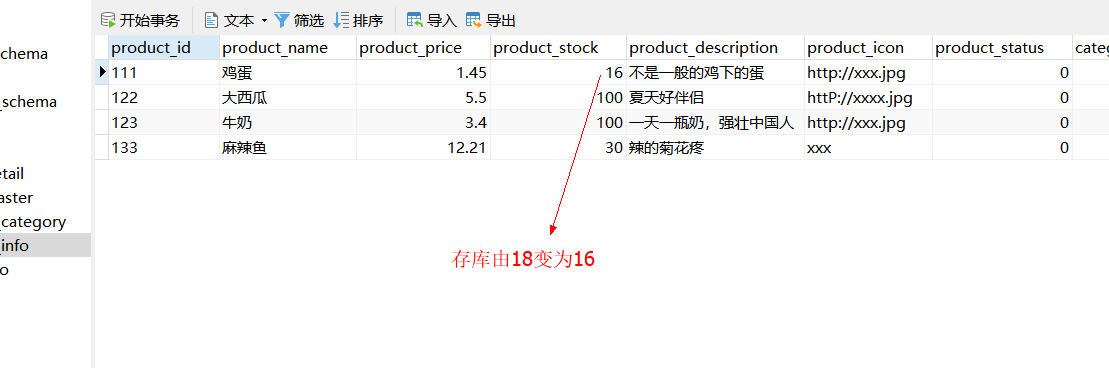 开始事务 文本 筛选 排序 导入 导出
product_id product_name product_price product_stock product_description product_icon product_status categ
chema
111 鸡蛋 1.45 16 不是一般的鸡下的蛋 http://xxx.jpg 0
122 大西瓜 5.5 100 夏天好伴侣 httP://xxxx.jpg 0
_schema
123 牛奶 3.4 100 一天一瓶奶，强壮中国人 http://xxx.jpg 0
133 麻辣鱼 12.21 30 辣的菊花疼 xxx 0
etail
aster
_category
_info
存库由18变为16
o